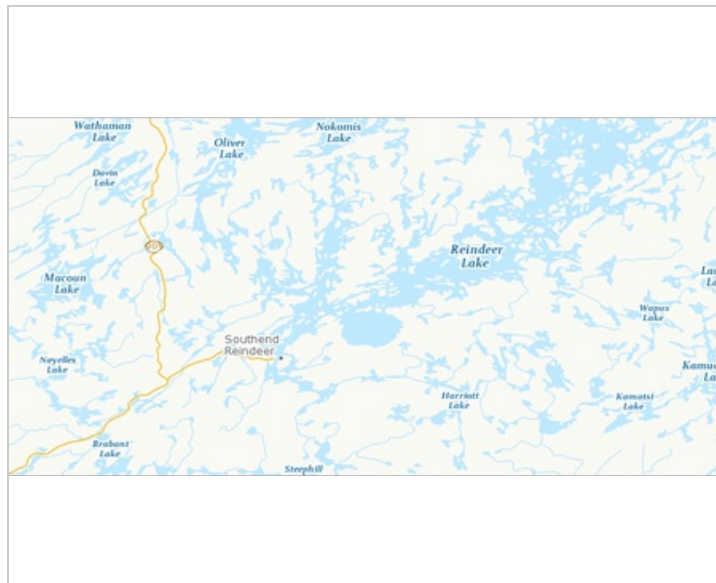 Wathaman
Lake
Nokomis
Lake
Oliver
Lake
Davin
Lake
Reindeer
Lake
Macoun
Lake
Wapus
Lake
Southend
Reindeer
Lake
Harriott
Lake
Kamatsi
Lake
Brabant
Lake
Steephill